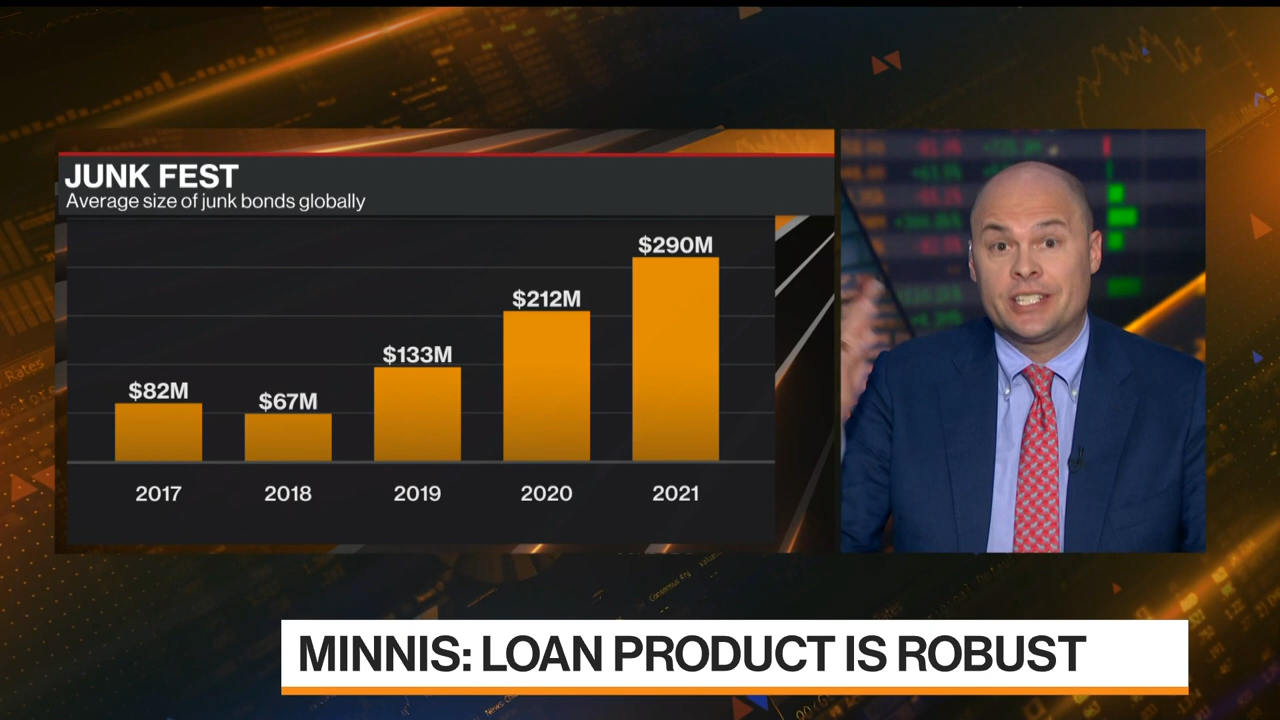 JUNK FEST
Average size of junk bonds globally
$290M
$212M
$133M
$82M
$67M
2017 2018 2019 2020 2021
MINNIS: LOAN PRODUCT IS ROBUST